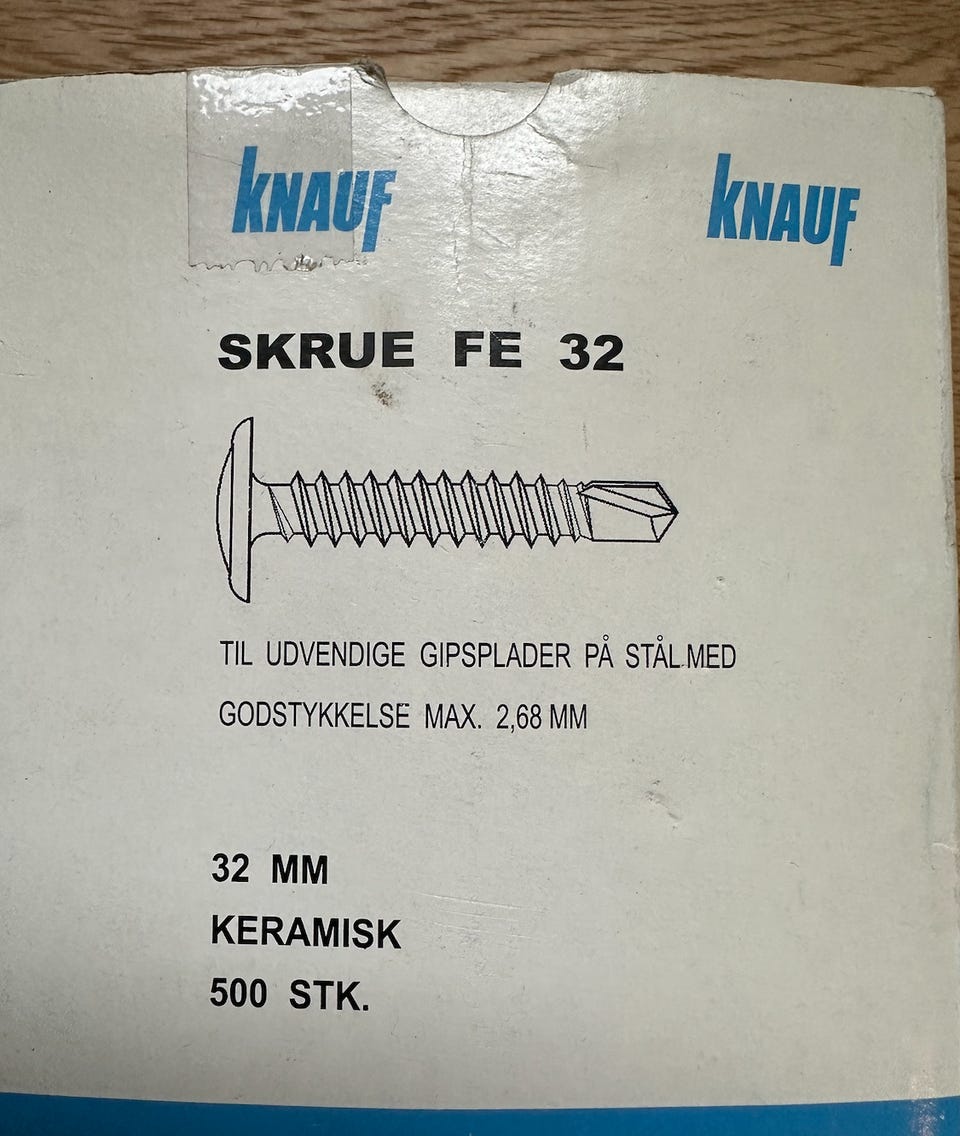 KNAUF KNAUF
SKRUE FE 32
TIL UDVENDIGE GIPSPLADER PÅ STÅL MED
GODSTYKKELSE MAX. 2,68 MM
32 MM
KERAMISK
500 STK.